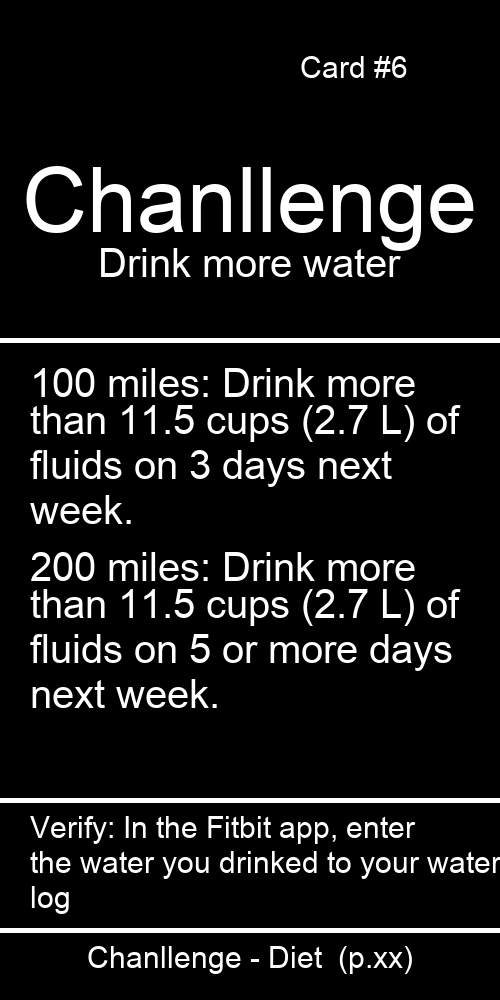 Card #6
Chanllenge
Drink more water
100 miles: Drink more
than 11.5 cups (2.7 L) of
fluids on 3 days next
week.
200 miles: Drink more
than 11.5 cups (2.7 L) of
fluids on 5 or more days
next week.
Verify: In the Fitbit app, enter
the water you drinked to your water
log
Chanllenge - Diet  (p.xx)